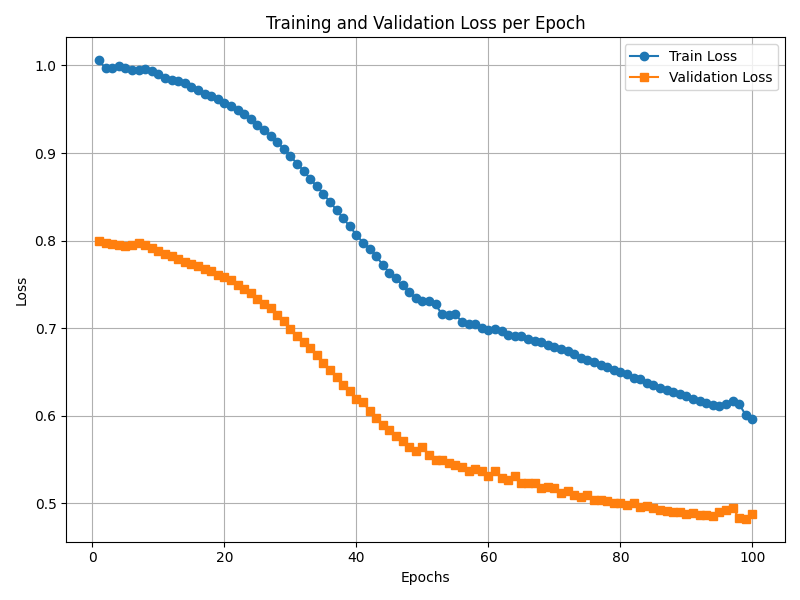 Training and Validation Loss per Epoch
Train Loss
Validation Loss
1.0
0.9
0.8
0.7
0.6
0.5
Loss
0 20 40 60 80 100
Epochs